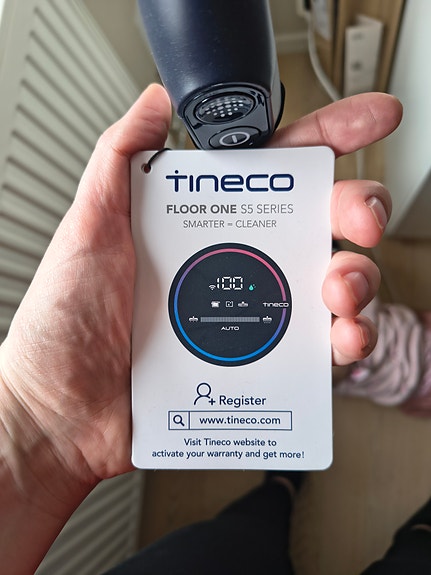 TINECO
FLOOR ONE S5 SERIES
SMARTER = CLEANER
100
TINECO
AUTO
Register
www.tineco.com
Visit Tineco website to
activate your warranty and get more!